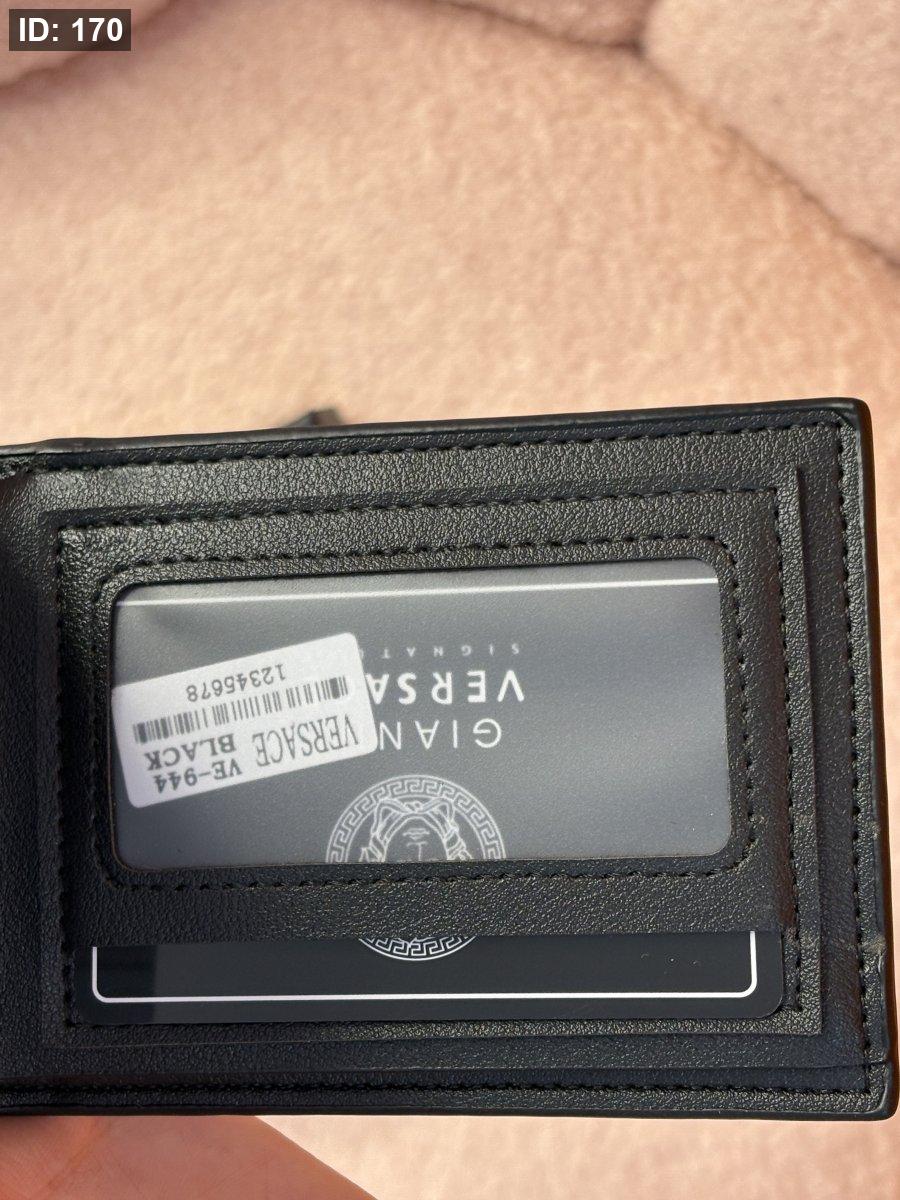 ID: 170
GIAN
VERSA
SIGNAT
VERSACE VE-944
BLACK
12345678